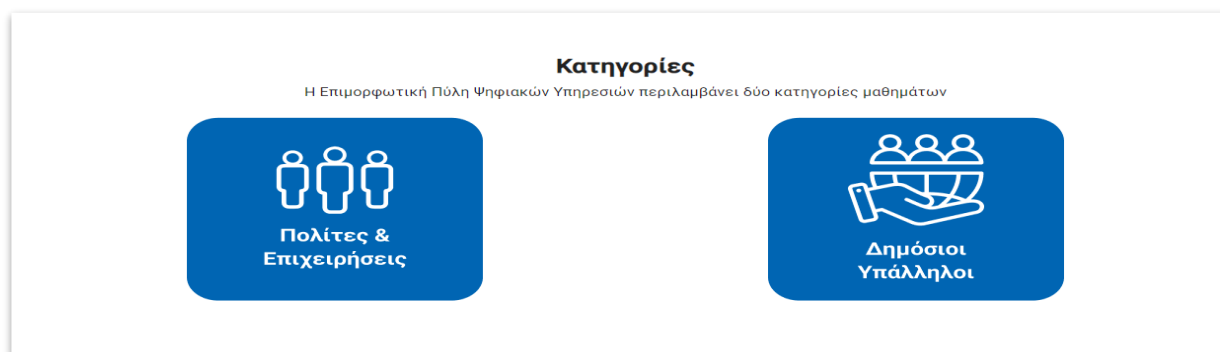 Κατηγορίες
Η Επιμορφωτική Πύλη Ψηφιακών Υπηρεσιών περιλαμβάνει δύο κατηγορίες μαθημάτων
Πολίτες &
Επιχειρήσεις
Δημόσιοι
Υπάλληλοι